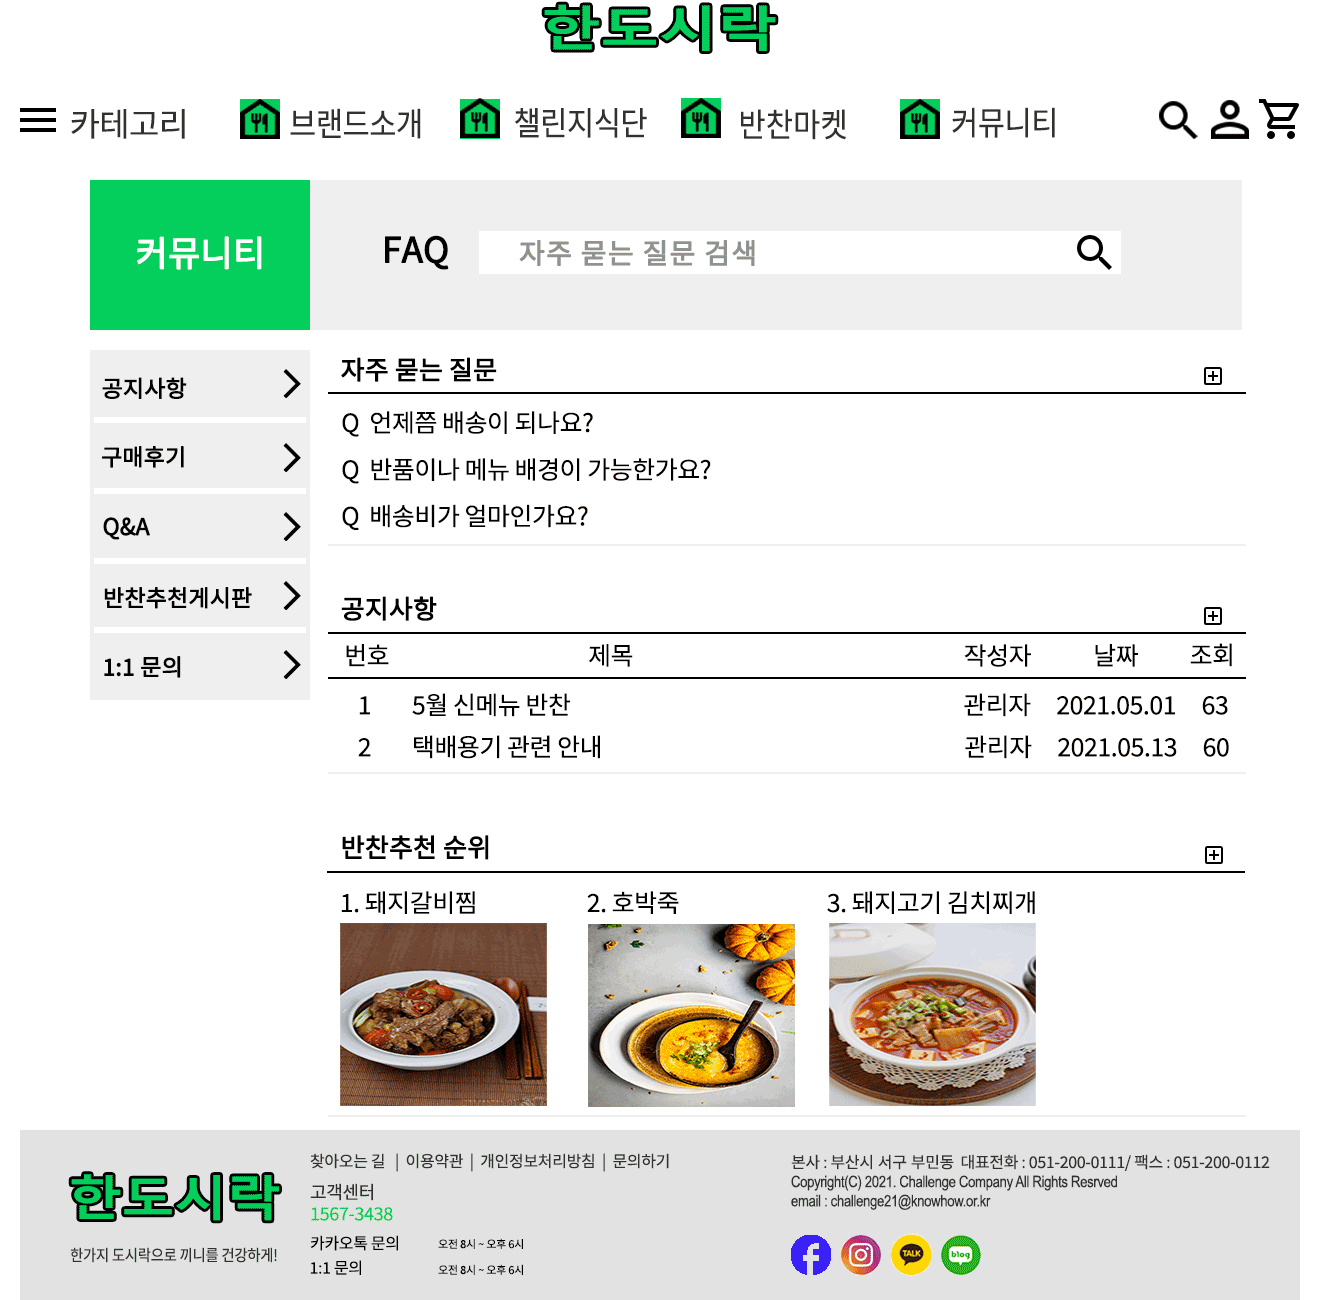 한도시락
카테고리 브랜드소개 챌린지식단 반찬마켓 커뮤니티
커뮤니티
FAQ 자주 묻는 질문 검색
공지사항
구매후기
Q&A
반찬추천게시판
1:1 문의
자주 묻는 질문
Q 언제쯤 배송이 되나요?
Q 반품이나 메뉴 배경이 가능한가요?
Q 배송비가 얼마인가요?
공지사항
번호 제목 작성자 날짜 조회
1 5월 신메뉴 반찬 관리자 2021.05.01 63
2 택배용기 관련 안내 관리자 2021.05.13 60
반찬추천 순위
1. 돼지갈비찜 2. 호박죽 3. 돼지고기 김치찌개
한도시락
한가지 도시락으로 끼니를 건강하게!
찾아오는 길 | 이용약관 | 개인정보처리방침 | 문의하기
고객센터
1567-3438
카카오톡 문의 오전 8시 ~ 오후 6시
1:1 문의 오전 8시 ~ 오후 6시
본사 : 부산시 서구 부민동 대표전화 : 051-200-0111/ 팩스 : 051-200-0112
Copyright(C) 2021. Challenge Company All Rights Resrved
email : challenge21@knowhow.or.kr
TALK blog